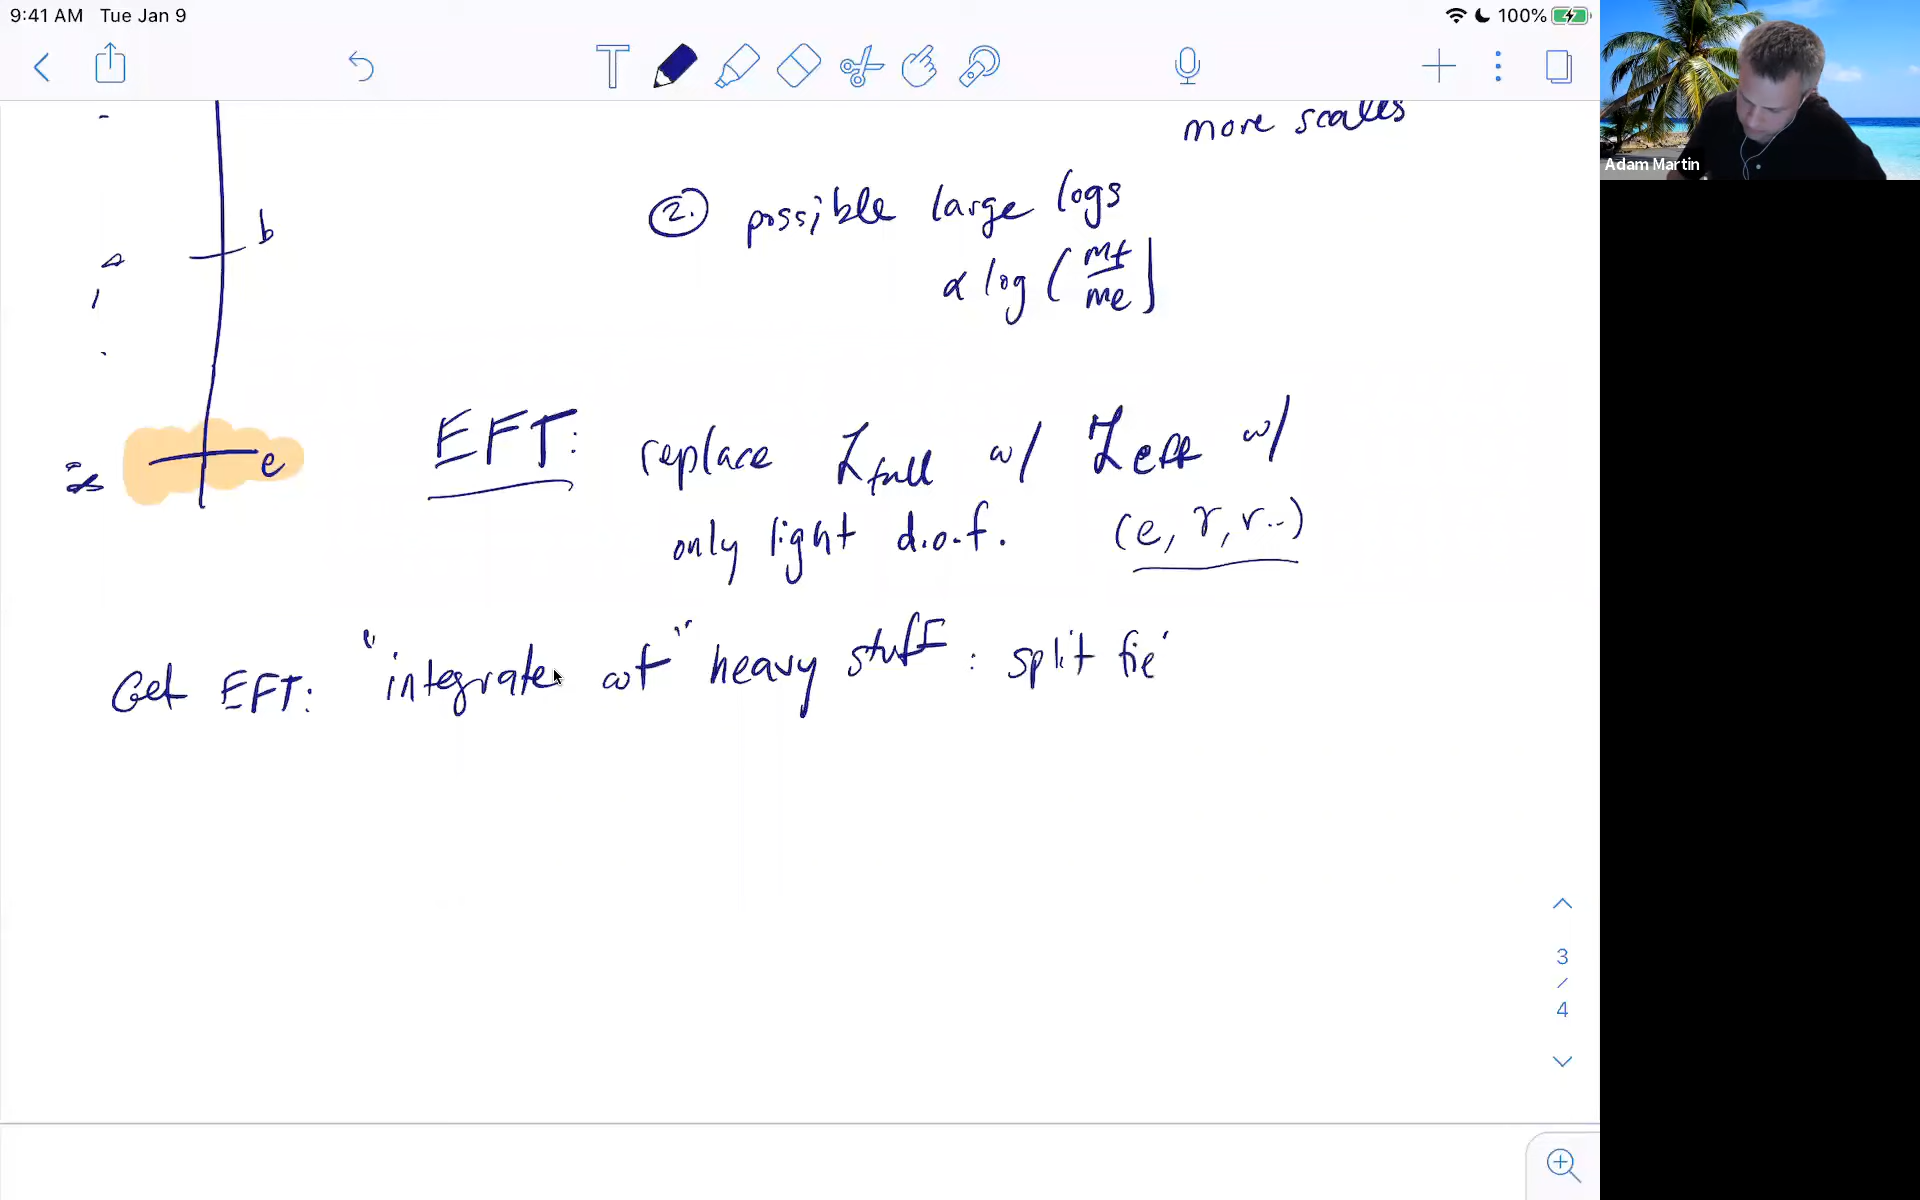 9:41 AM Tue Jan 9
100%
Adam Martin
more scales
b
② possible large logs
α log (mt/me)
e
EFT: replace ℒfull w/ ℒeff w/
only light d.o.f. (e, γ, ν..)
Get EFT: "integrate out" heavy stuff : split fie
3
/
4